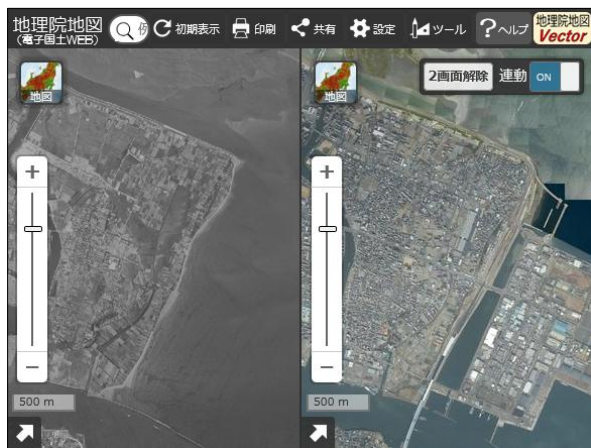 地理院地図
(電子国土WEB)
例
初期表示
印刷
共有
設定
ツール
ヘルプ
地理院地図
Vector
地図
地図
2画面解除
連動
ON
+
−
+
−
500 m
500 m